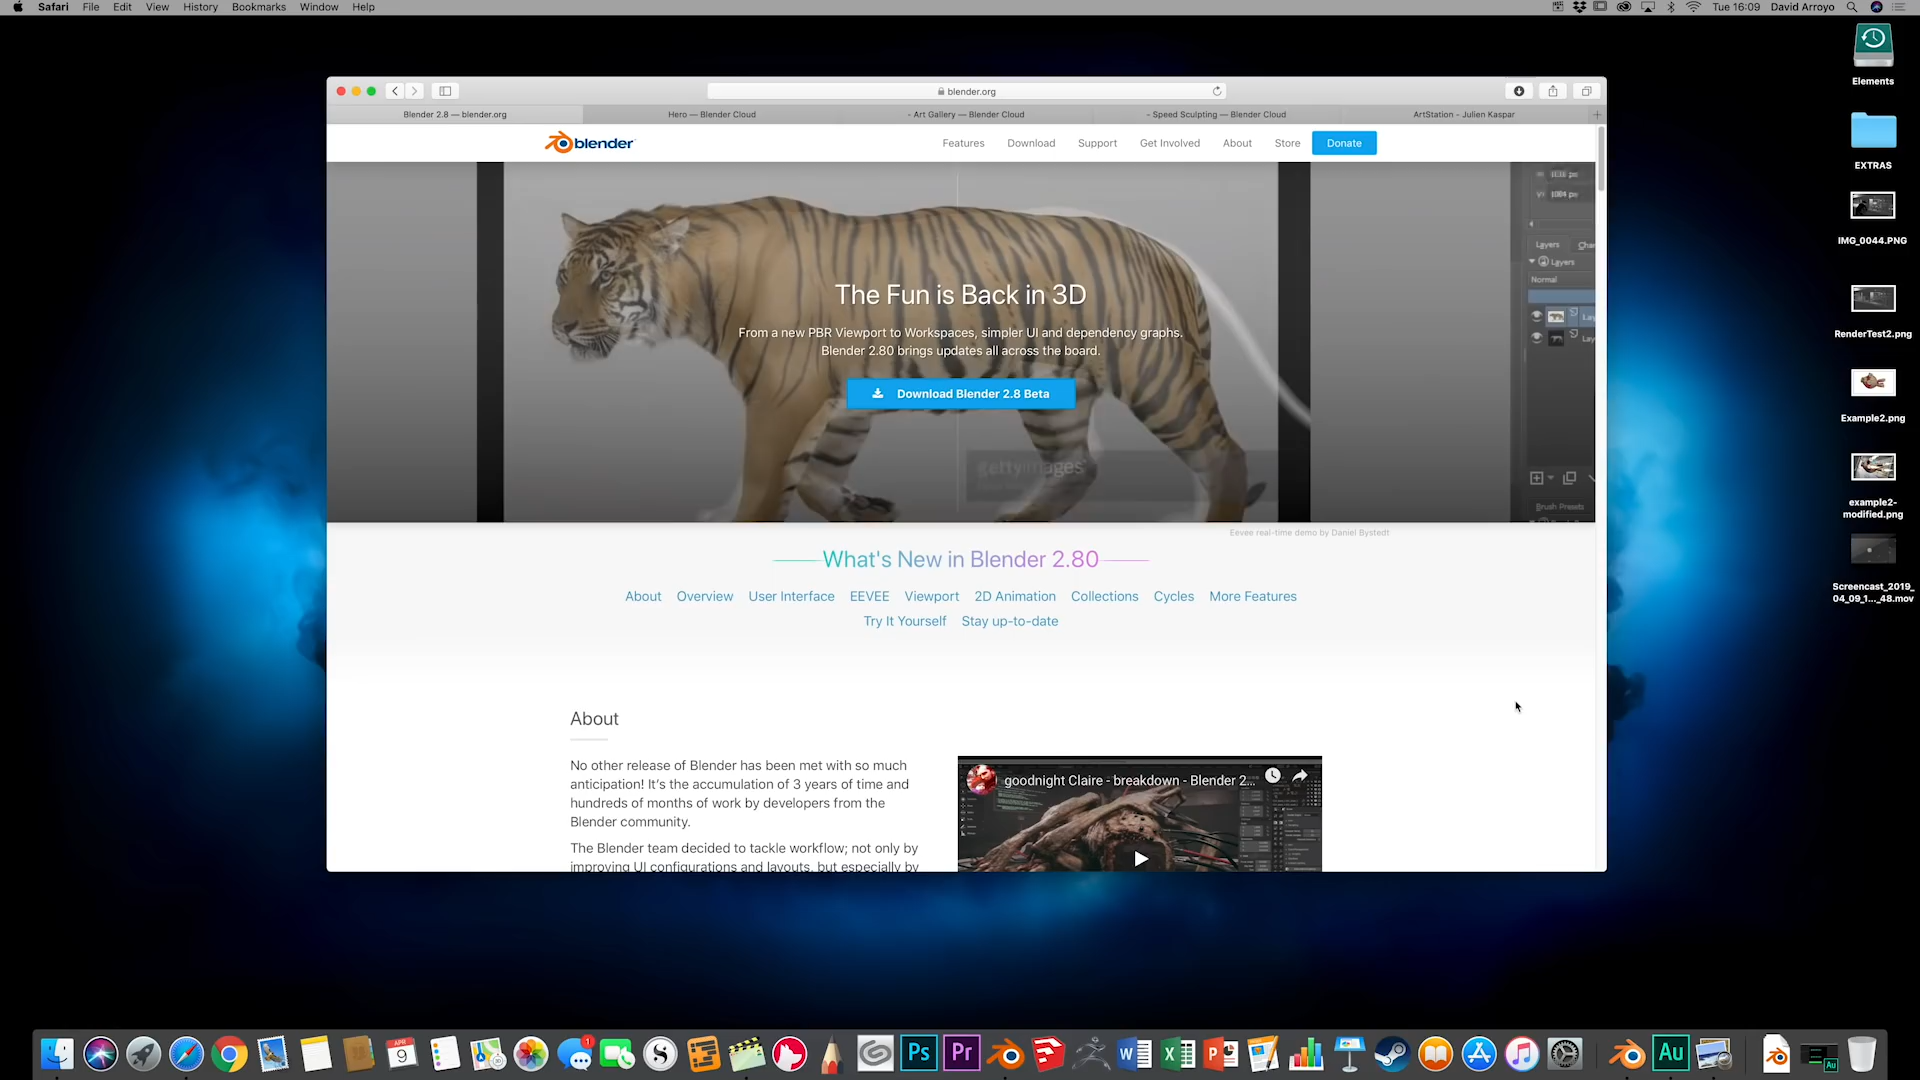 Safari File Edit View History Bookmarks Window Help
Tue 16:09 David Arroyo
blender.org
Blender 2.8 — blender.org
Hero — Blender Cloud
- Art Gallery — Blender Cloud
- Speed Sculpting — Blender Cloud
ArtStation - Julien Kaspar
blender
Features Download Support Get Involved About Store Donate
Layers
Layers
Normal
The Fun is Back in 3D
From a new PBR Viewport to Workspaces, simpler UI and dependency graphs.
Blender 2.80 brings updates all across the board.
Download Blender 2.8 Beta
gettyimages
Brush Presets
Eevee real-time demo by Daniel Bystedt
What's New in Blender 2.80
About Overview User Interface EEVEE Viewport 2D Animation Collections Cycles More Features
Try It Yourself Stay up-to-date
About
No other release of Blender has been met with so much
anticipation! It's the accumulation of 3 years of time and
hundreds of months of work by developers from the
Blender community.
The Blender team decided to tackle workflow; not only by
improving UI configurations and layouts, but especially by
goodnight Claire - breakdown - Blender 2...
Elements
EXTRAS
IMG_0044.PNG
RenderTest2.png
Example2.png
example2-
modified.png
Screencast_2019_
04_09_1..._48.mov
APR
9
1
Ps
Pr
Au
Au